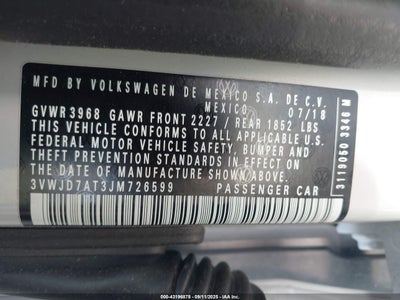 MFD BY VOLKSWAGEN DE MEXICO S.A. DE C.V.
MEXICO 07/18
GVWR 3968 GAWR FRONT 2227 / REAR 1852 LBS
THIS VEHICLE CONFORMS TO ALL APPLICABLE U.S.
FEDERAL MOTOR VEHICLE SAFETY, BUMPER AND
THEFT PREVENTION STANDARDS IN EFFECT ON THE
DATE OF MANUFACTURE SHOWN ABOVE.
3VWJD7AT3JM726599 PASSENGER CAR
3119050 3346 M
( 000-43196879 - 09/11/2025 - IAA Inc.)